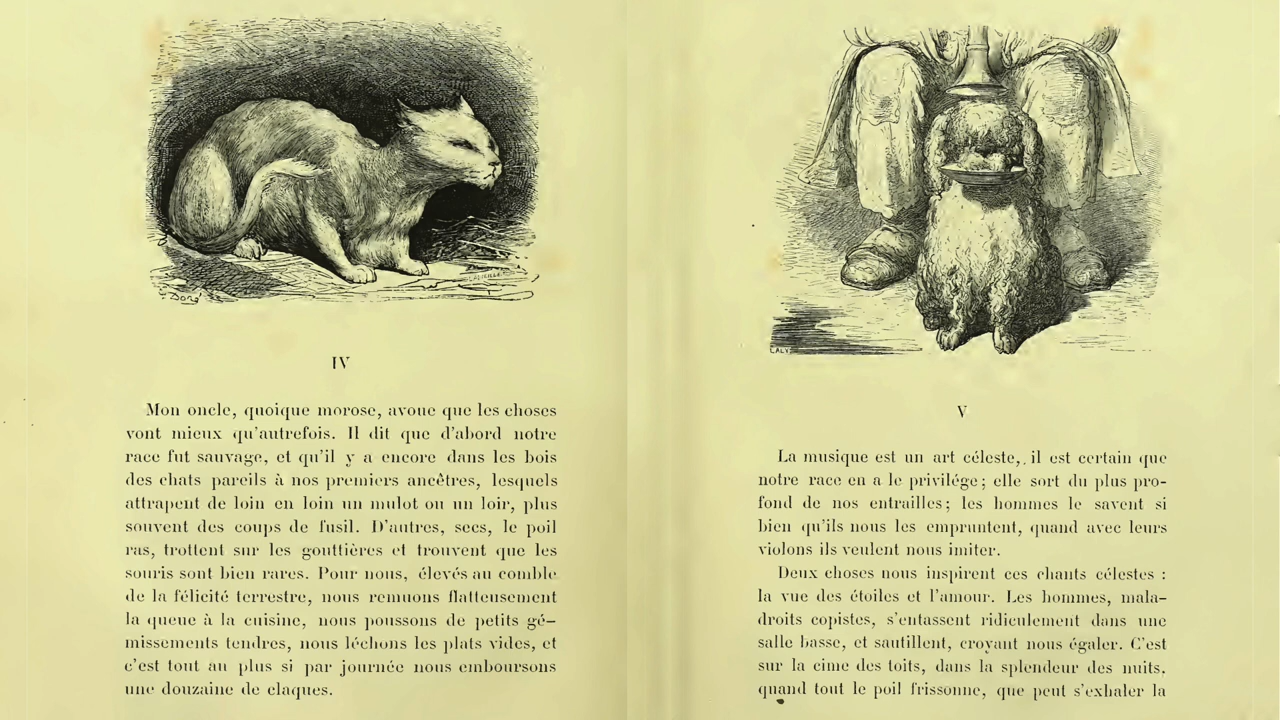 G Doré
IV
Mon oncle, quoique morose, avoue que les choses
vont mieux qu'autrefois. Il dit que d'abord notre
race fut sauvage, et qu'il y a encore dans les bois
des chats pareils à nos premiers ancêtres, lesquels
attrapent de loin en loin un mulot ou un loir, plus
souvent des coups de fusil. D'autres, secs, le poil
ras, trottent sur les gouttières et trouvent que les
souris sont bien rares. Pour nous, élevés au comble
de la félicité terrestre, nous remuons flatteusement
la queue à la cuisine, nous poussons de petits gé-
missements tendres, nous léchons les plats vides, et
c'est tout au plus si par journée nous emboursons
une douzaine de claques.
V
La musique est un art céleste, il est certain que
notre race en a le privilége; elle sort du plus pro-
fond de nos entrailles; les hommes le savent si
bien qu'ils nous les empruntent, quand avec leurs
violons ils veulent nous imiter.
Deux choses nous inspirent ces chants célestes :
la vue des étoiles et l'amour. Les hommes, mala-
droits copistes, s'entassent ridiculement dans une
salle basse, et sautillent, croyant nous égaler. C'est
sur la cime des toits, dans la splendeur des nuits,
quand tout le poil frissonne, que peut s'exhaler la